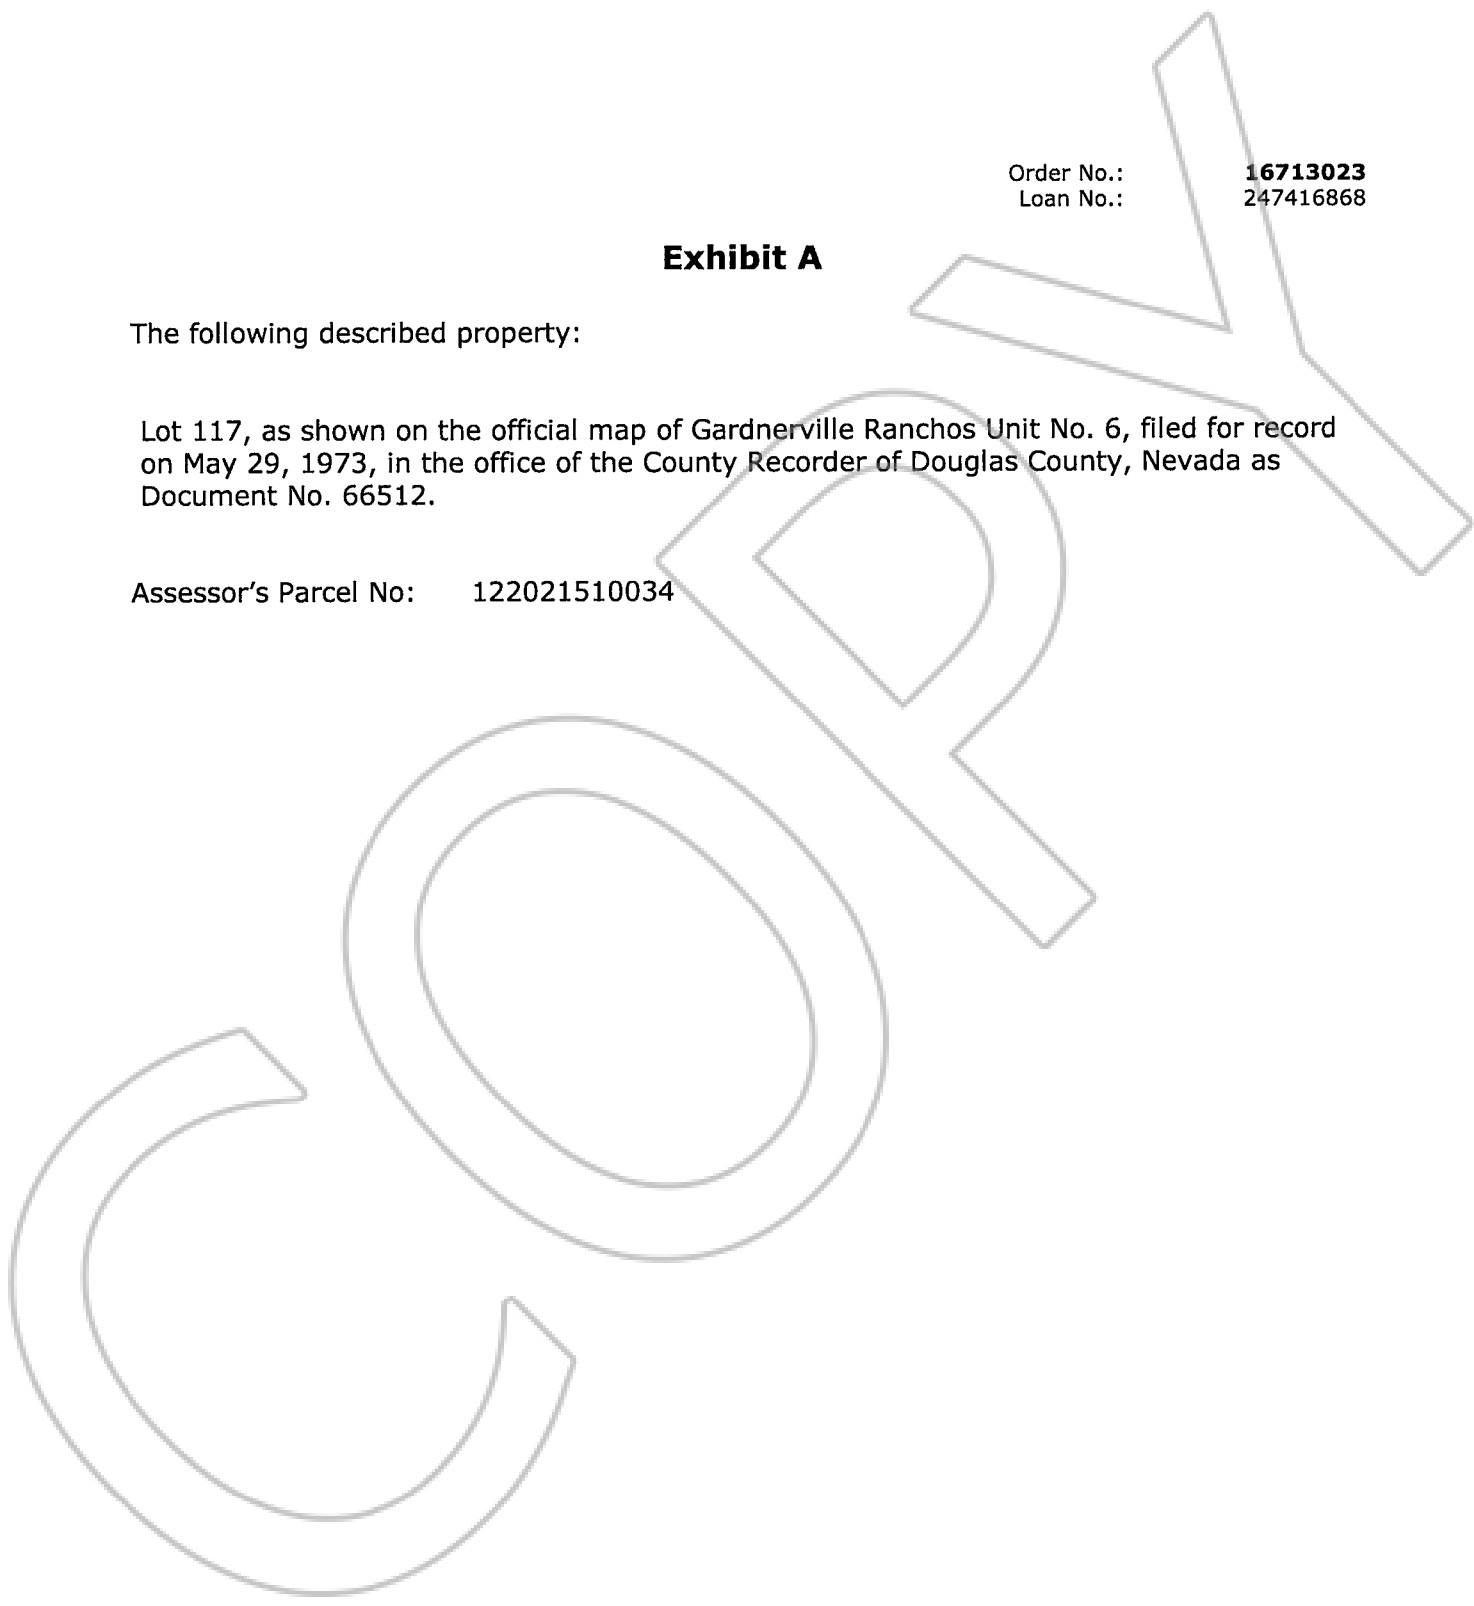 Order No.: 16713023
Loan No.: 247416868
Exhibit A
The following described property:
Lot 117, as shown on the official map of Gardnerville Ranchos Unit No. 6, filed for record
on May 29, 1973, in the office of the County Recorder of Douglas County, Nevada as
Document No. 66512.
Assessor’s Parcel No: 122021510034
COPY